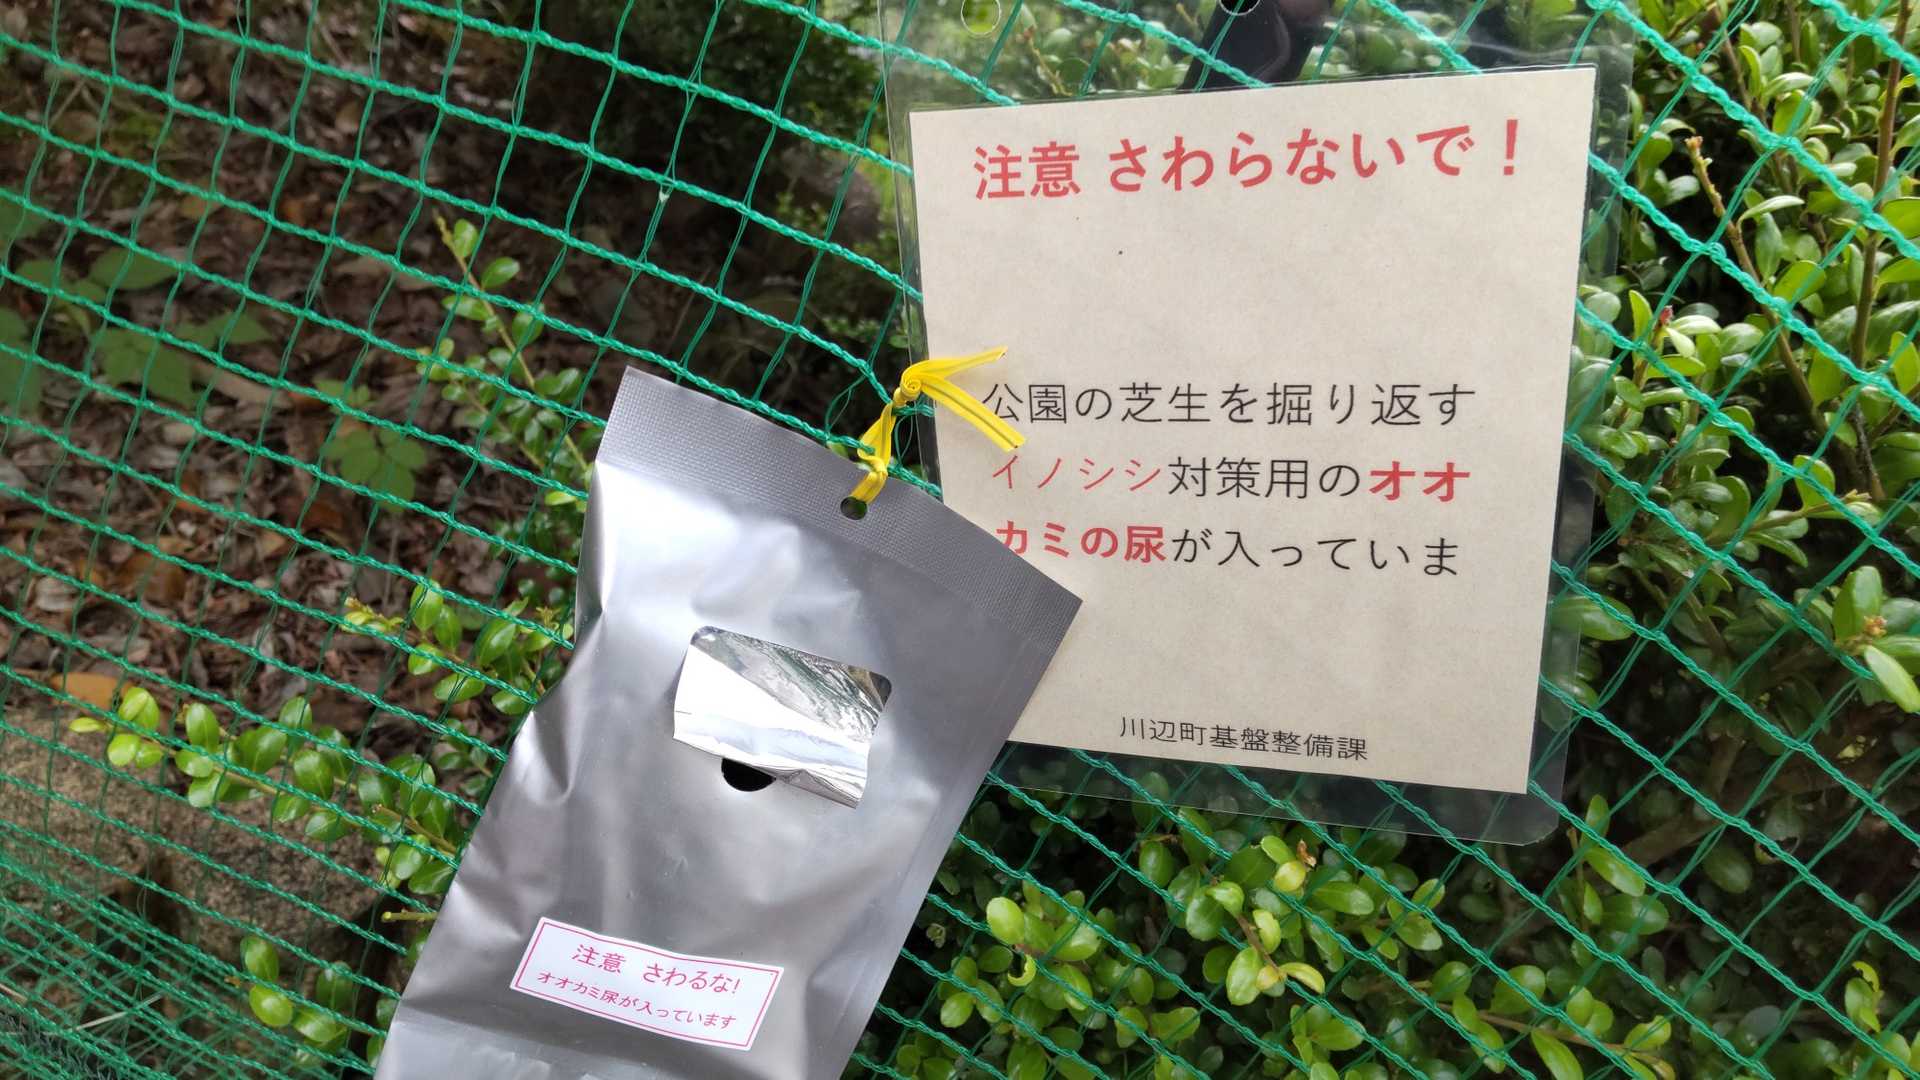 注意 さわらないで！
公園の芝生を掘り返す
イノシシ対策用のオオ
カミの尿が入っていま
川辺町基盤整備課
注意 さわるな!
オオカミ尿が入っています